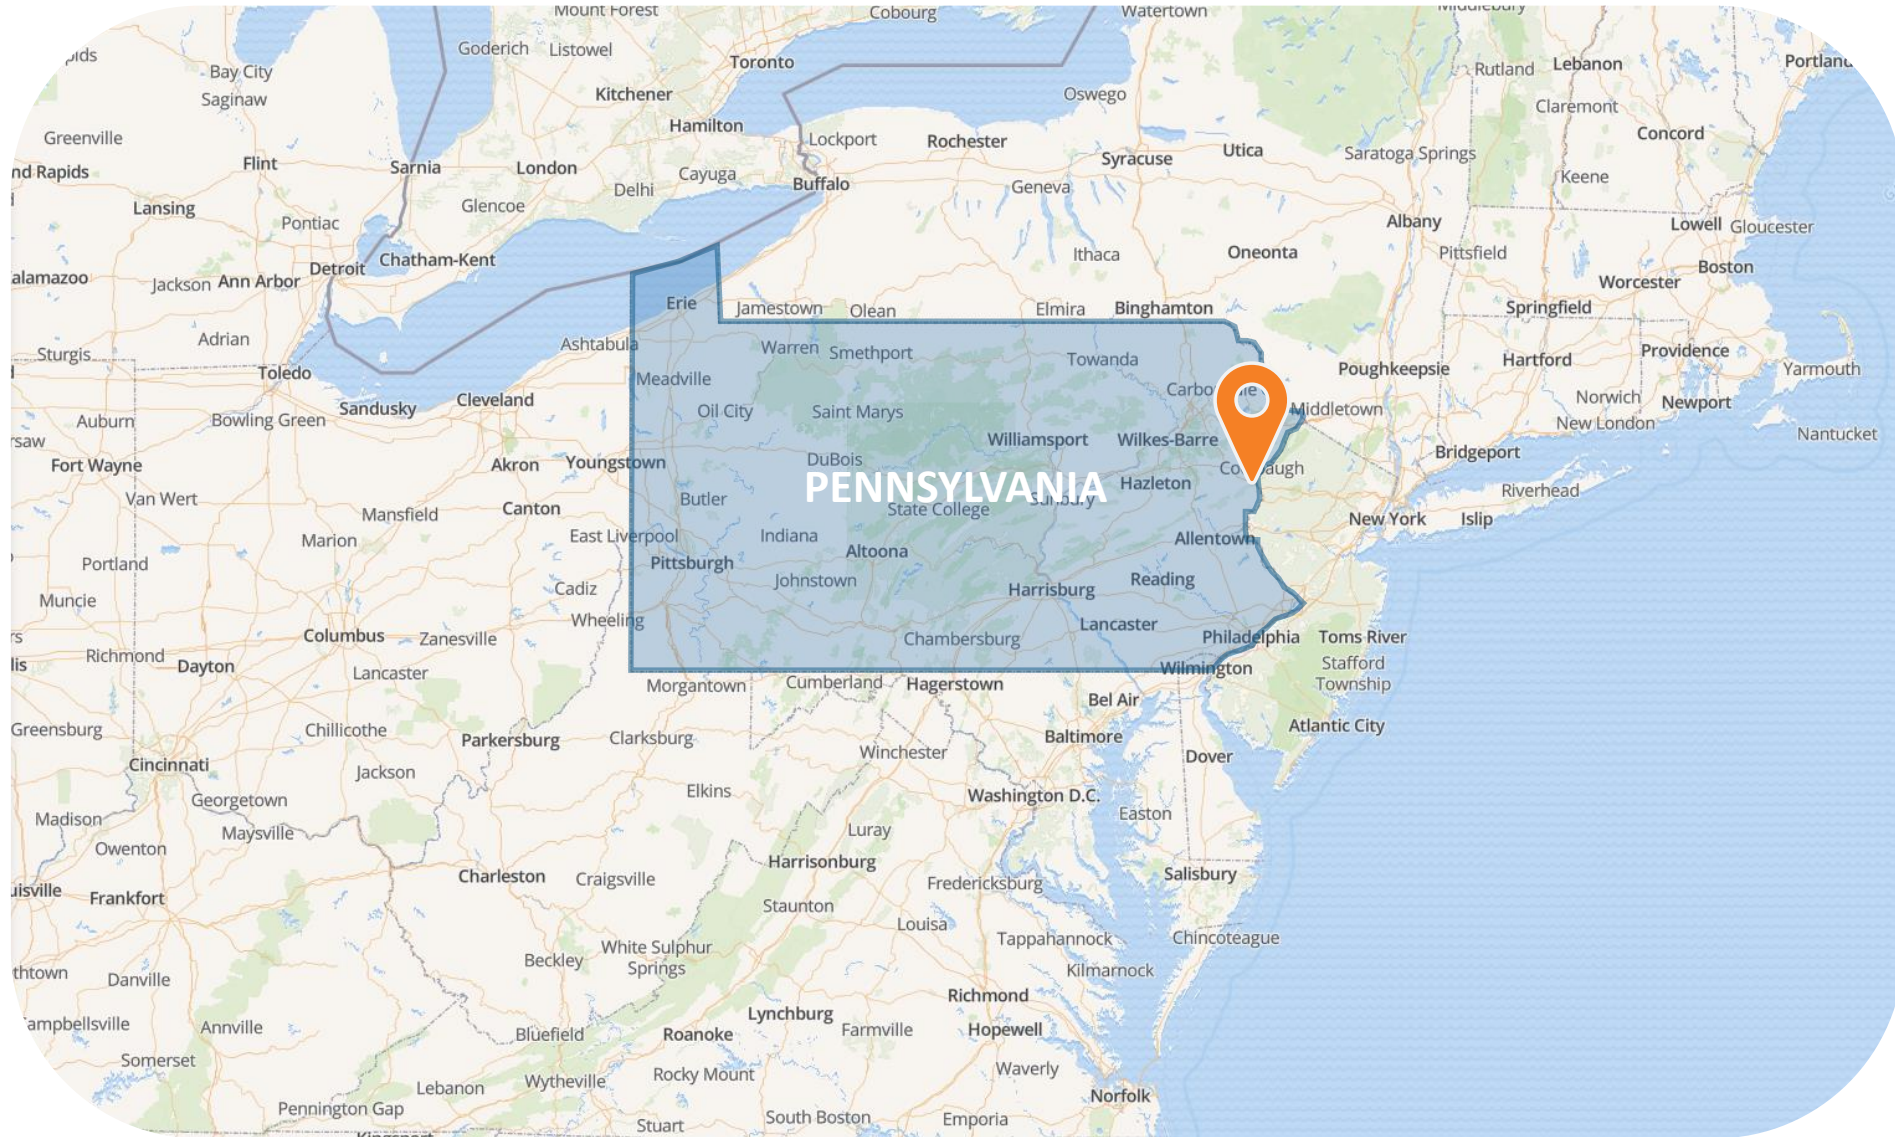 Mount Forest
Cobourg
Watertown
Middlebury
Goderich
Listowel
Toronto
Rutland
Lebanon
Bay City
Saginaw
Kitchener
Oswego
Claremont
Greenville
Hamilton
Lockport
Rochester
Concord
Flint
Sarnia
London
Syracuse
Utica
Saratoga Springs
Delhi
Cayuga
Buffalo
Geneva
Keene
Lansing
Glencoe
Pontiac
Albany
Lowell
Gloucester
Ithaca
Oneonta
Pittsfield
Chatham-Kent
Detroit
Boston
Jackson
Ann Arbor
Worcester
Erie
Jamestown
Olean
Elmira
Binghamton
Springfield
Adrian
Ashtabula
Warren
Smethport
Towanda
Hartford
Providence
Sturgis
Toledo
Meadville
Poughkeepsie
Yarmouth
Cleveland
Sandusky
Oil City
Saint Marys
Middletown
Norwich
Newport
Auburn
Bowling Green
New London
Williamsport
Wilkes-Barre
Nantucket
Fort Wayne
Akron
Youngstown
DuBois
Bridgeport
PENNSYLVANIA
Van Wert
Butler
Hazleton
Sunbury
Riverhead
Mansfield
Canton
State College
New York
Islip
Marion
East Liverpool
Indiana
Altoona
Allentown
Portland
Pittsburgh
Johnstown
Harrisburg
Reading
Muncie
Cadiz
Wheeling
Lancaster
Columbus
Zanesville
Chambersburg
Philadelphia
Toms River
Richmond
Dayton
Lancaster
Wilmington
Stafford
Township
Morgantown
Cumberland
Hagerstown
Bel Air
Greensburg
Chillicothe
Parkersburg
Clarksburg
Baltimore
Atlantic City
Cincinnati
Jackson
Winchester
Dover
Georgetown
Elkins
Washington D.C.
Madison
Maysville
Luray
Easton
Owenton
Harrisonburg
Frankfort
Charleston
Craigsville
Fredericksburg
Salisbury
Staunton
Louisa
White Sulphur
Springs
Tappahannock
Chincoteague
Beckley
Danville
Kilmarnock
Richmond
Lynchburg
Annville
Bluefield
Roanoke
Farmville
Hopewell
Somerset
Lebanon
Wytheville
Rocky Mount
Waverly
Norfolk
Pennington Gap
Stuart
South Boston
Emporia